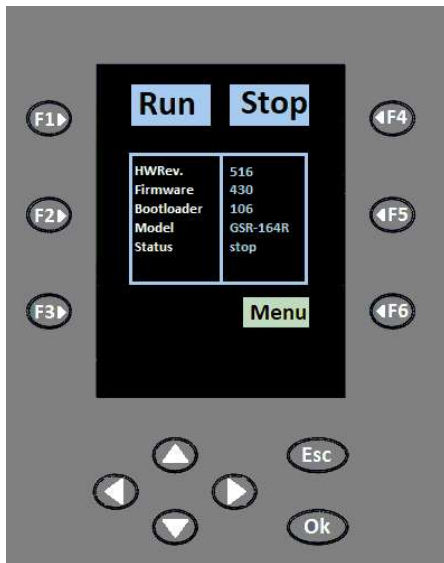 Run Stop
F1 F4
HWRev. 516
Firmware 430
Bootloader 106
F2 F5
Model GSR-164R
Status stop
F3 Menu F6
Esc
Ok